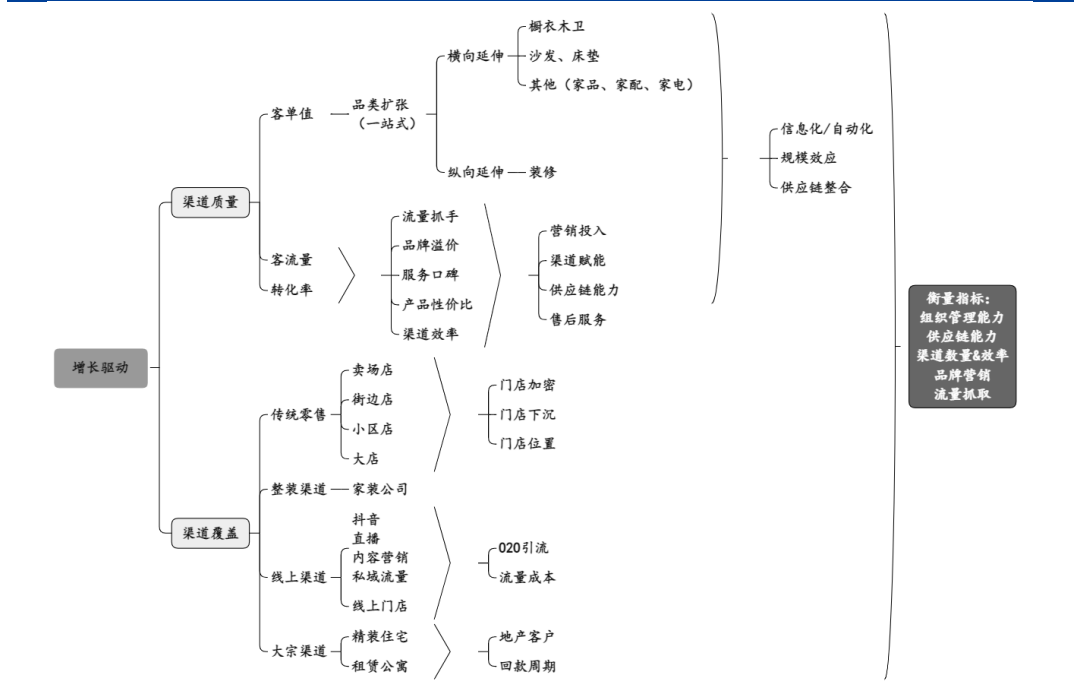 增长驱动
渠道质量
客单值
品类扩张
（一站式）
横向延伸
橱衣木卫
沙发、床垫
其他（家品、家配、家电）
纵向延伸
装修
客流量
转化率
流量抓手
品牌溢价
服务口碑
产品性价比
渠道效率
营销投入
渠道赋能
供应链能力
售后服务
信息化/自动化
规模效应
供应链整合
渠道覆盖
传统零售
卖场店
街边店
小区店
大店
门店加密
门店下沉
门店位置
整装渠道
家装公司
线上渠道
抖音
直播
内容营销
私域流量
线上门店
O2O引流
流量成本
大宗渠道
精装住宅
租赁公寓
地产客户
回款周期
衡量指标：
组织管理能力
供应链能力
渠道数量&效率
品牌营销
流量抓取